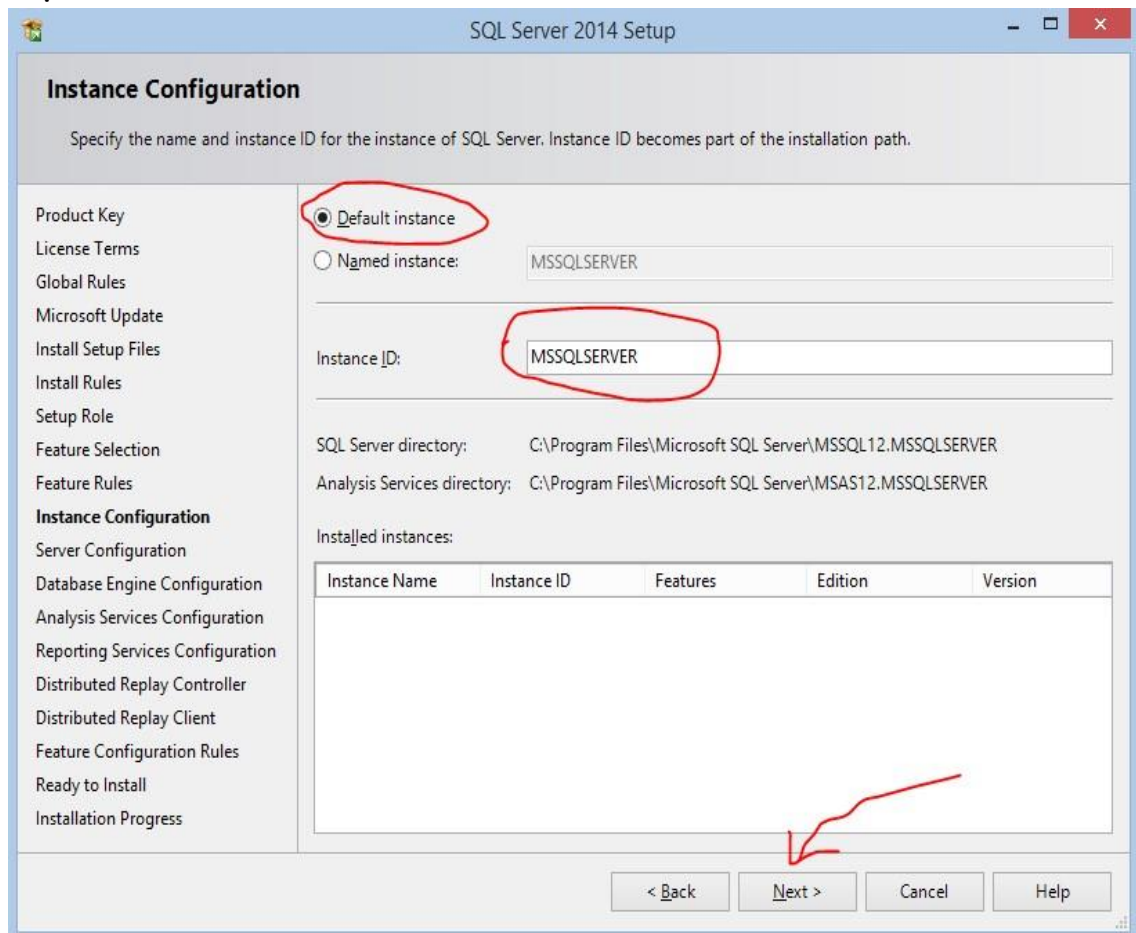 SQL Server 2014 Setup
Instance Configuration
Specify the name and instance ID for the instance of SQL Server. Instance ID becomes part of the installation path.
Product Key
License Terms
Global Rules
Microsoft Update
Install Setup Files
Install Rules
Setup Role
Feature Selection
Feature Rules
Instance Configuration
Server Configuration
Database Engine Configuration
Analysis Services Configuration
Reporting Services Configuration
Distributed Replay Controller
Distributed Replay Client
Feature Configuration Rules
Ready to Install
Installation Progress
Default instance
Named instance: MSSQLSERVER
Instance ID: MSSQLSERVER
SQL Server directory: C:\Program Files\Microsoft SQL Server\MSSQL12.MSSQLSERVER
Analysis Services directory: C:\Program Files\Microsoft SQL Server\MSAS12.MSSQLSERVER
Installed instances:
Instance Name Instance ID Features Edition Version
< Back Next > Cancel Help